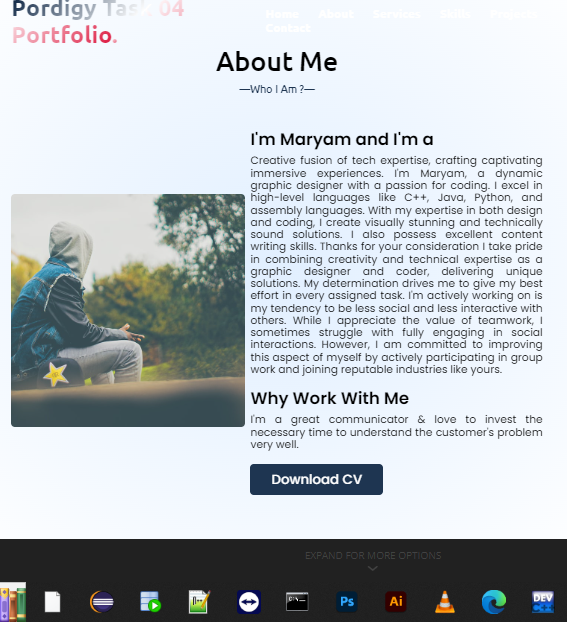 Pordigy Task 04
Portfolio.
Home About Services Skills
Contact
About Me
—Who I Am ?—
I'm Maryam and I'm a
Creative fusion of tech expertise, crafting captivating
immersive experiences. I'm Maryam, a dynamic
graphic designer with a passion for coding. I excel in
high-level languages like C++, Java, Python, and
assembly languages. With my expertise in both design
and coding, I create visually stunning and technically
sound solutions. I also possess excellent content
writing skills. Thanks for your consideration I take pride
in combining creativity and technical expertise as a
graphic designer and coder, delivering unique
solutions. My determination drives me to give my best
effort in every assigned task. I'm actively working on is
my tendency to be less social and less interactive with
others. While I appreciate the value of teamwork, I
sometimes struggle with fully engaging in social
interactions. However, I am committed to improving
this aspect of myself by actively participating in group
work and joining reputable industries like yours.
Why Work With Me
I'm a great communicator & love to invest the
necessary time to understand the customer's problem
very well.
Download CV
EXPAND FOR MORE OPTIONS
Ps
Ai
DEV